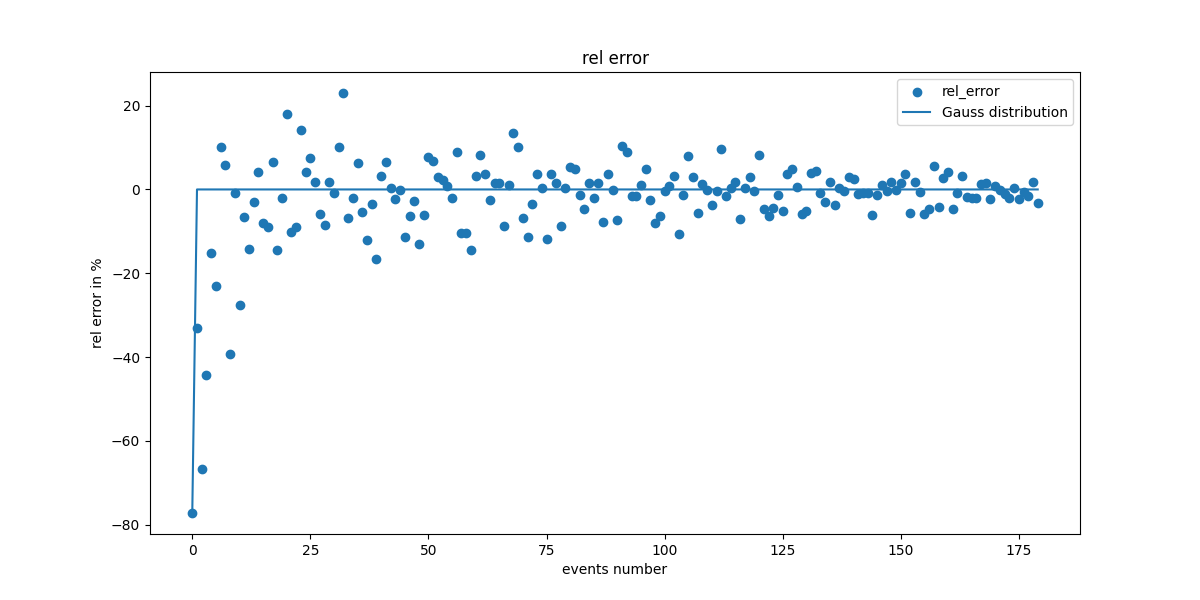 rel error
rel_error
Gauss distribution
20
0
−20
−40
−60
−80
rel error in %
0 25 50 75 100 125 150 175
events number